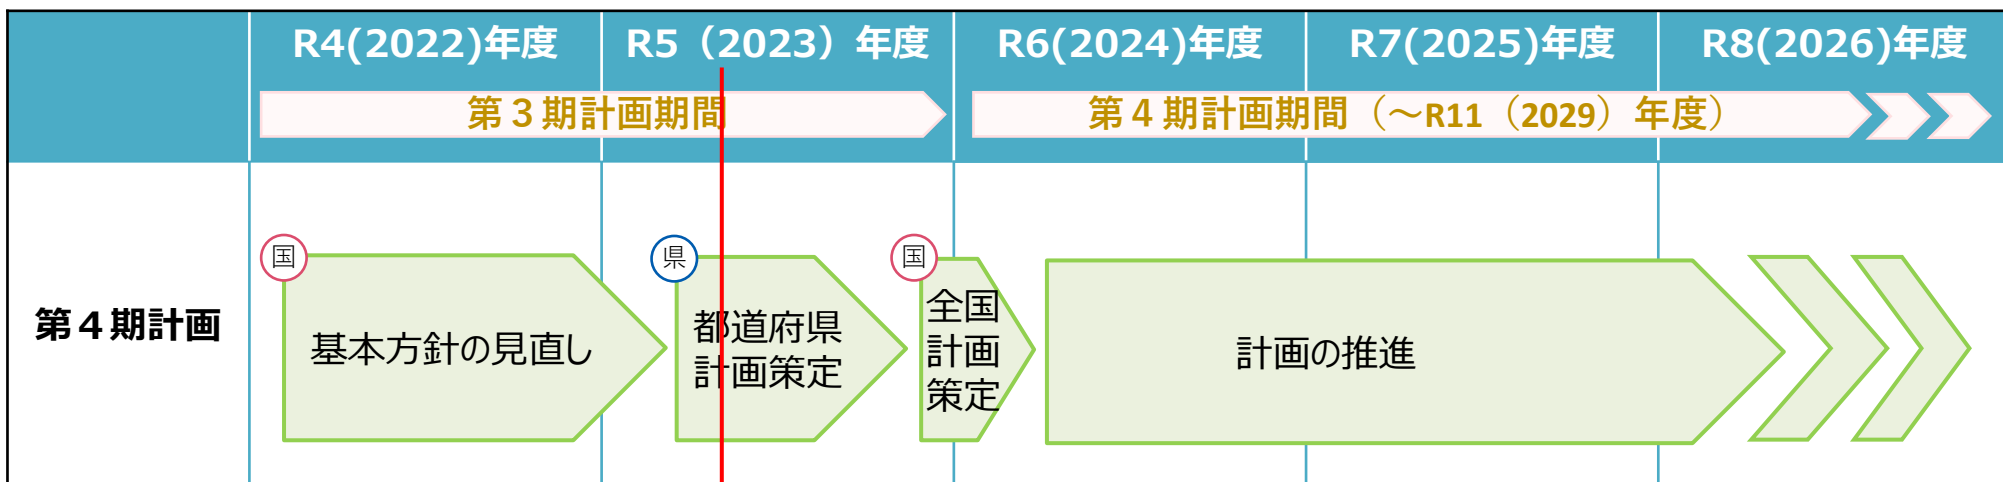 R4(2022)年度
R5（2023）年度
R6(2024)年度
R7(2025)年度
R8(2026)年度
第３期計画期間
第４期計画期間（～R11（2029）年度）
第４期計画
国
基本方針の見直し
県
都道府県
計画策定
国
全国
計画
策定
計画の推進